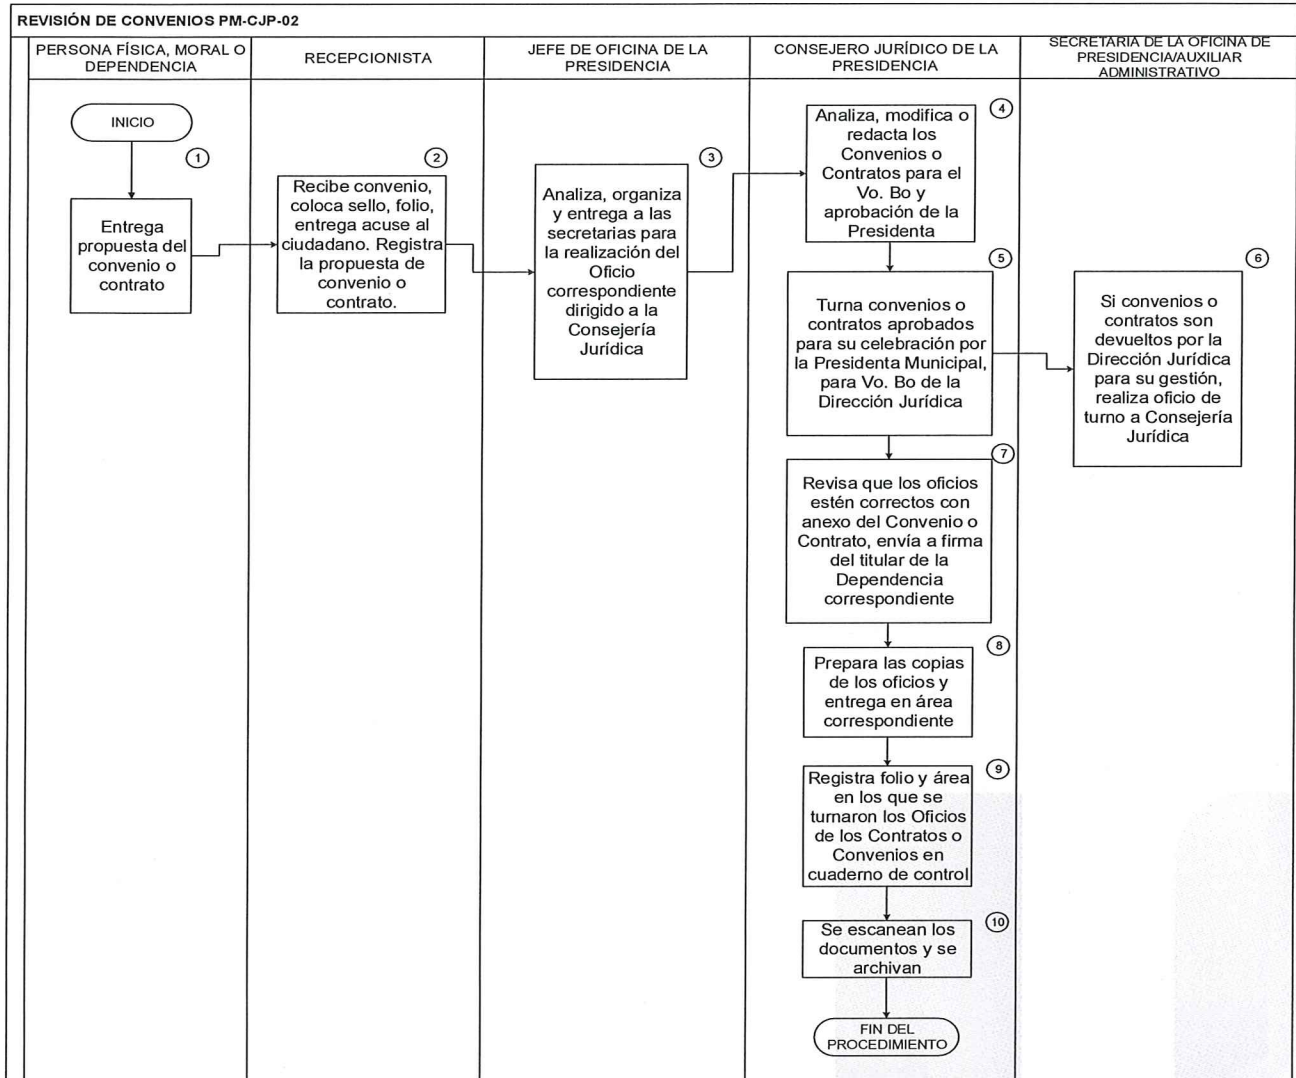 REVISIÓN DE CONVENIOS PM-CJP-02
PERSONA FÍSICA, MORAL O
DEPENDENCIA
RECEPCIONISTA
JEFE DE OFICINA DE LA
PRESIDENCIA
CONSEJERO JURÍDICO DE LA
PRESIDENCIA
SECRETARIA DE LA OFICINA DE
PRESIDENCIA/AUXILIAR
ADMINISTRATIVO
INICIO
1
Entrega
propuesta del
convenio o
contrato
2
Recibe convenio,
coloca sello, folio,
entrega acuse al
ciudadano. Registra
la propuesta de
convenio o
contrato.
3
Analiza, organiza
y entrega a las
secretarias para
la realización del
Oficio
correspondiente
dirigido a la
Consejería
Jurídica
4
Analiza, modifica o
redacta los
Convenios o
Contratos para el
Vo. Bo y
aprobación de la
Presidenta
5
Turna convenios o
contratos aprobados
para su celebración por
la Presidenta Municipal,
para Vo. Bo de la
Dirección Jurídica
6
Si convenios o
contratos son
devueltos por la
Dirección Jurídica
para su gestión,
realiza oficio de
turno a Consejería
Jurídica
7
Revisa que los oficios
estén correctos con
anexo del Convenio o
Contrato, envía a firma
del titular de la
Dependencia
correspondiente
8
Prepara las copias
de los oficios y
entrega en área
correspondiente
9
Registra folio y área
en los que se
turnaron los Oficios
de los Contratos o
Convenios en
cuaderno de control
10
Se escanean los
documentos y se
archivan
FIN DEL
PROCEDIMIENTO